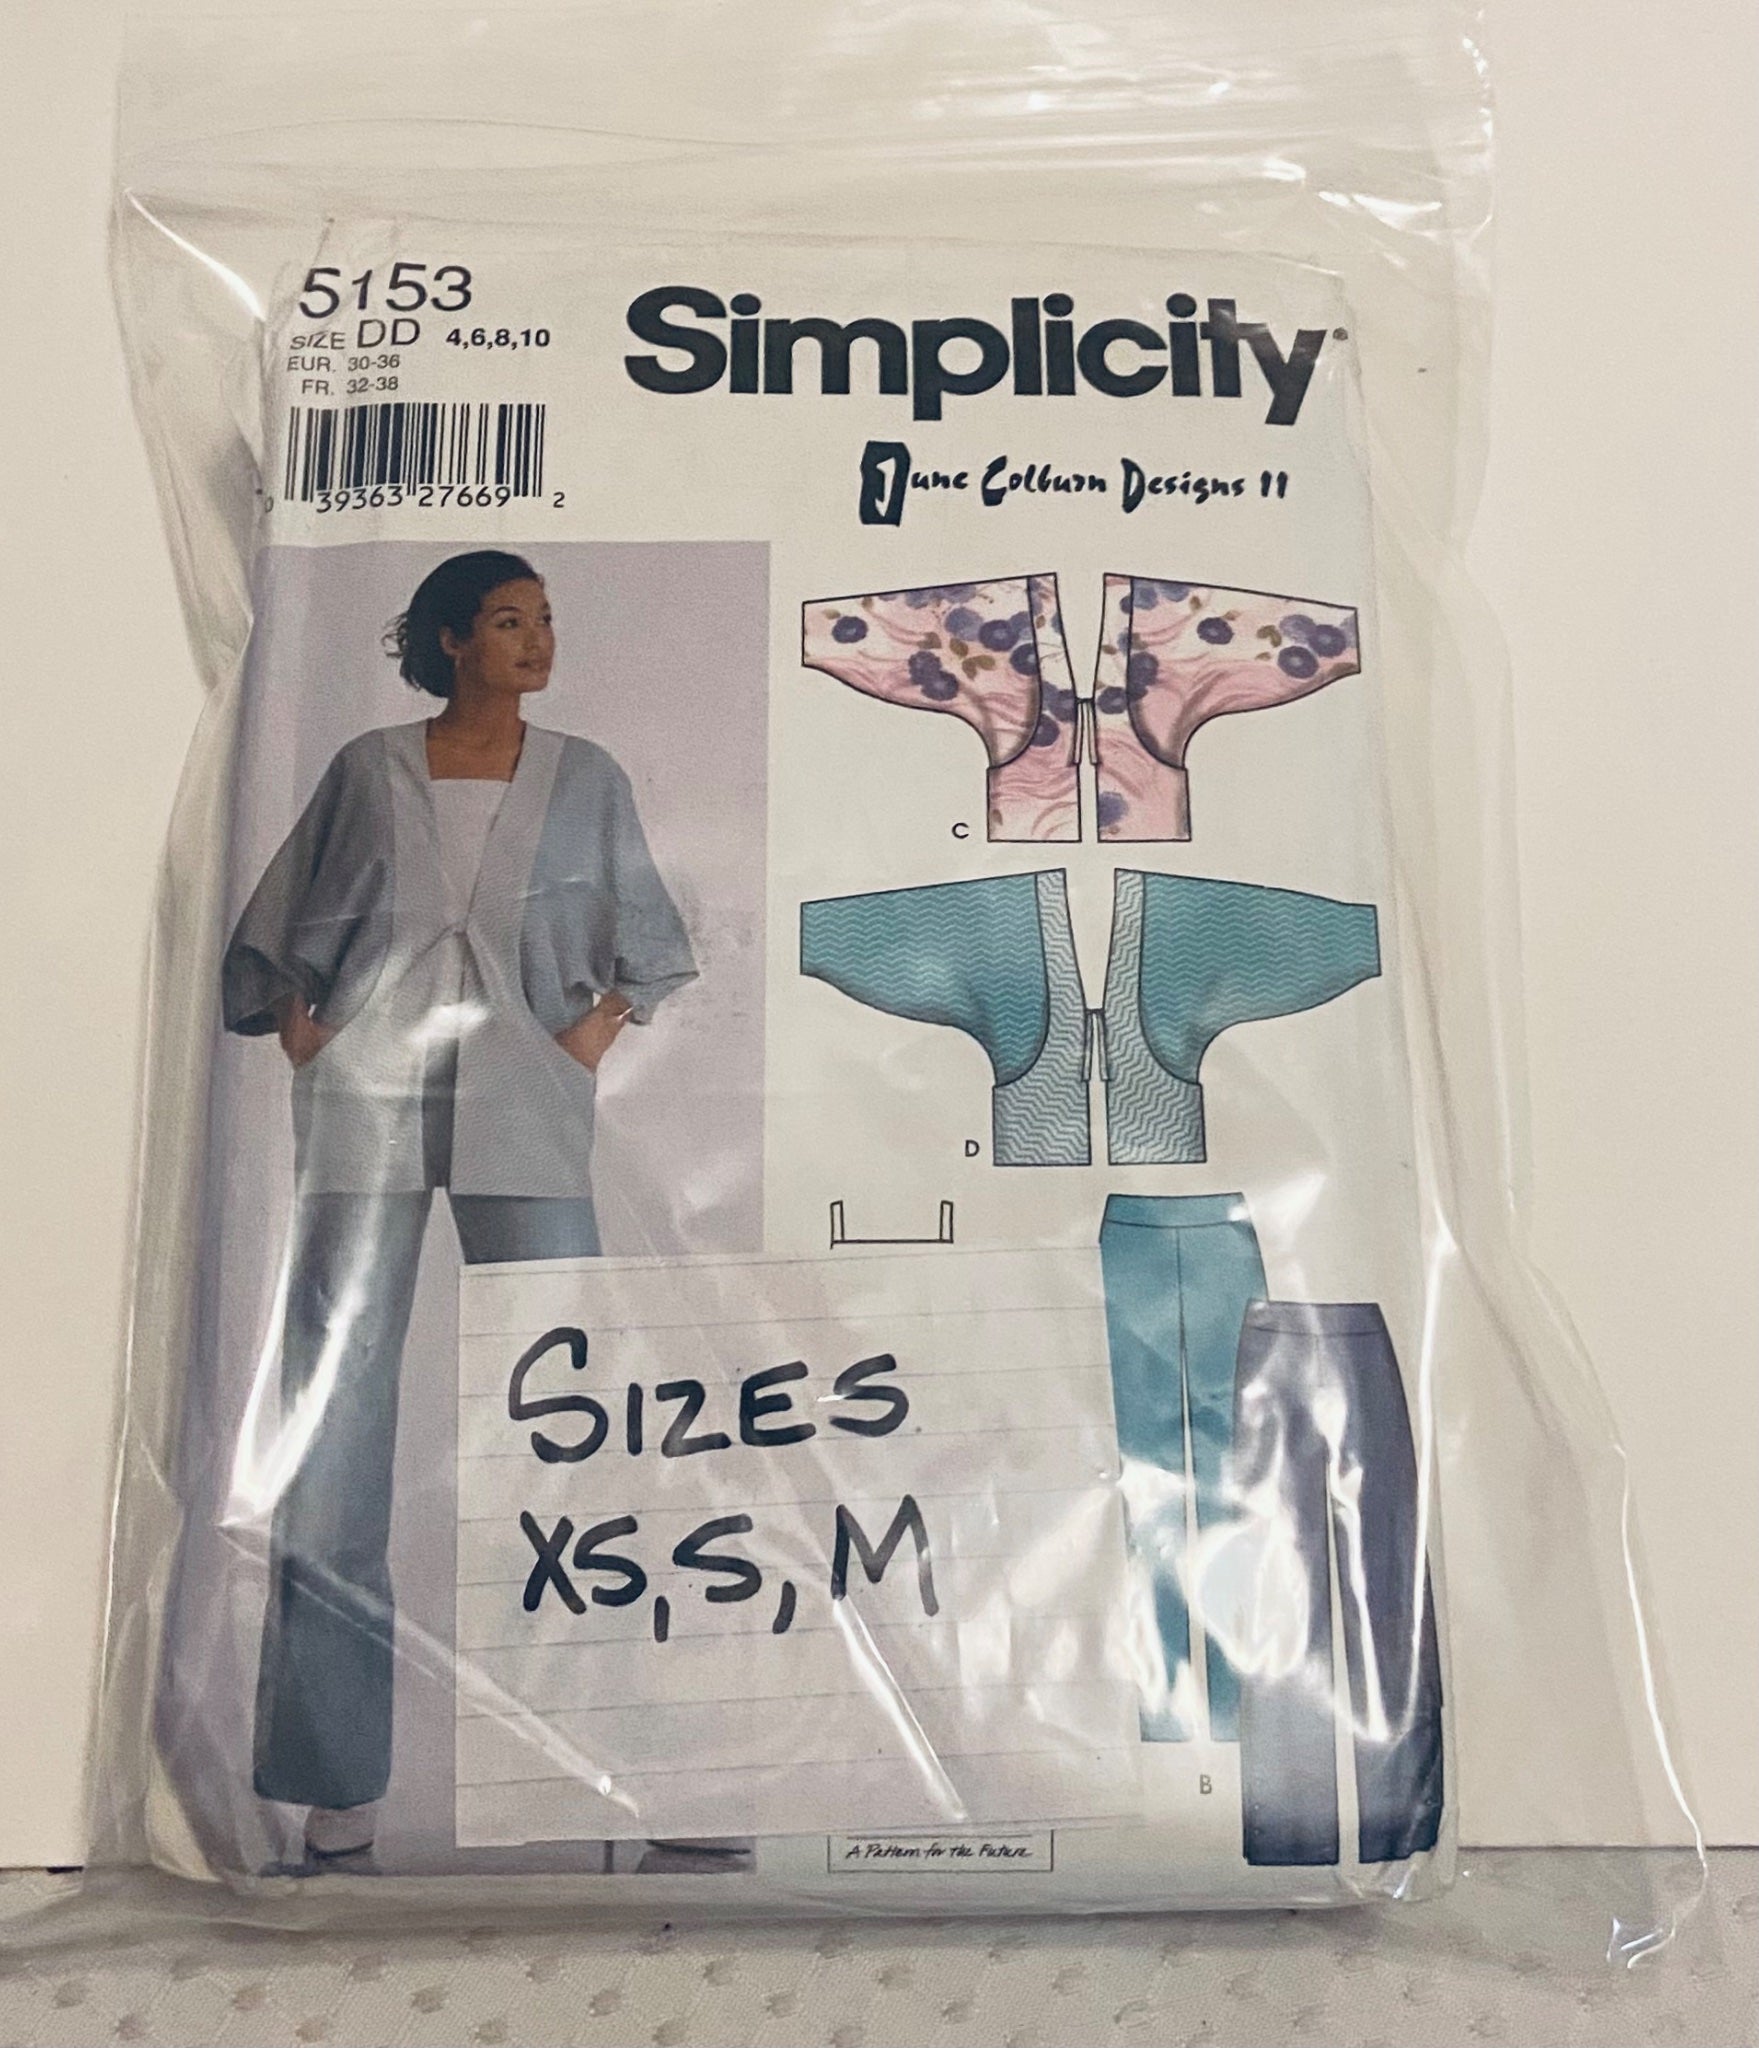 5153
SIZE DD 4,6,8,10
EUR. 30-36
FR. 32-38
0 39363 27669 2
Simplicity®
June Colburn Designs II
C
D
SIZES
XS, S, M
B
A Pattern for the Future